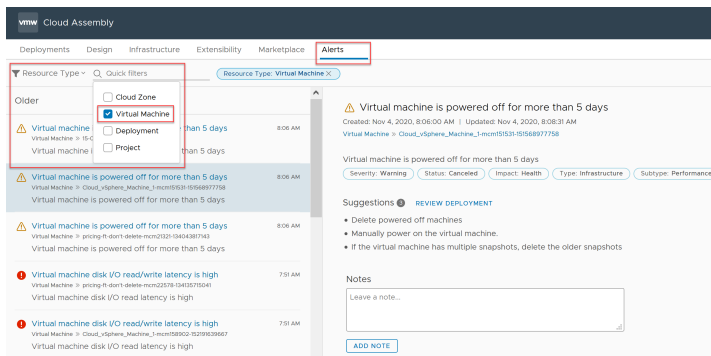 vmw Cloud Assembly
Deployments Design Infrastructure Extensibility Marketplace Alerts
Resource Type Quick filters Resource Type: Virtual Machine ×
Cloud Zone
Virtual Machine
Deployment
Project
Older
Virtual machine than 5 days 8:06 AM
Virtual Machine »
Virtual machine than 5 days
Virtual machine is powered off for more than 5 days 8:06 AM
Virtual Machine » Cloud_vSphere_Machine_1-mcm151531-151568977758
Virtual machine is powered off for more than 5 days
Virtual machine is powered off for more than 5 days 8:06 AM
Virtual Machine » pricing-ft-don't-delete-mcm21321-134043817143
Virtual machine is powered off for more than 5 days
Virtual machine disk I/O read/write latency is high 7:51 AM
Virtual Machine » pricing-ft-don't-delete-mcm22578-134135715041
Virtual machine disk I/O read latency is high
Virtual machine disk I/O read/write latency is high 7:51 AM
Virtual Machine » Cloud_vSphere_Machine_1-mcm158902-152191639667
Virtual machine disk I/O read latency is high
Virtual machine is powered off for more than 5 days
Created: Nov 4, 2020, 8:06:00 AM | Updated: Nov 4, 2020, 8:08:31 AM
Virtual Machine » Cloud_vSphere_Machine_1-mcm151531-151568977758
Virtual machine is powered off for more than 5 days
Severity: Warning Status: Canceled Impact: Health Type: Infrastructure Subtype: Performance
Suggestions 3 REVIEW DEPLOYMENT
• Delete powered off machines
• Manually power on the virtual machine.
• If the virtual machine has multiple snapshots, delete the older snapshots
Notes
Leave a note...
ADD NOTE